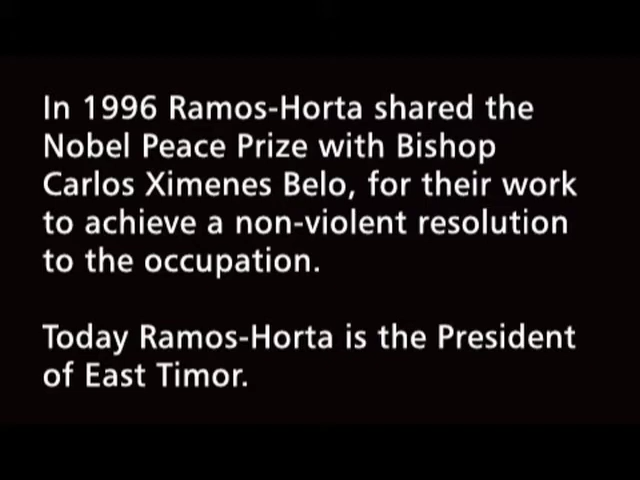 In 1996 Ramos-Horta shared the
Nobel Peace Prize with Bishop
Carlos Ximenes Belo, for their work
to achieve a non-violent resolution
to the occupation.
Today Ramos-Horta is the President
of East Timor.